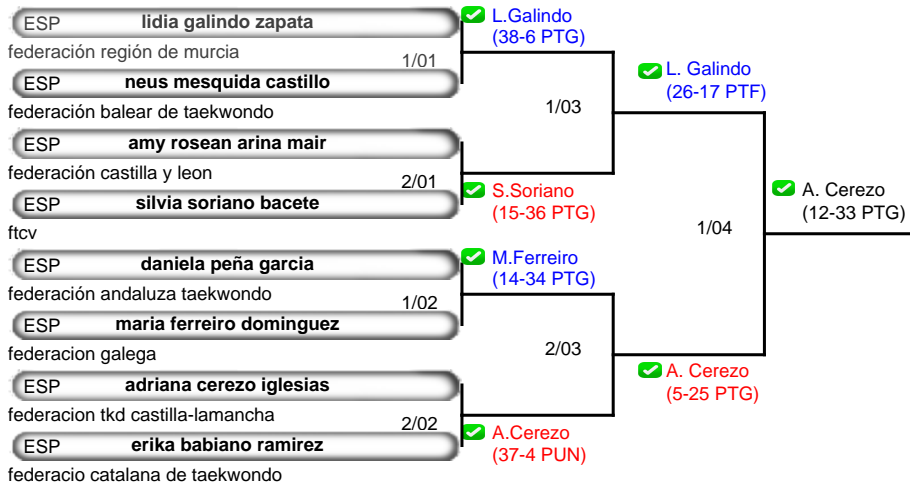 ESP lidia galindo zapata
federación región de murcia
1/01
ESP neus mesquida castillo
federación balear de taekwondo
ESP amy rosean arina mair
federación castilla y leon
2/01
ESP silvia soriano bacete
ftcv
ESP daniela peña garcia
federación andaluza taekwondo
1/02
ESP maria ferreiro dominguez
federacion galega
ESP adriana cerezo iglesias
federacion tkd castilla-lamancha
2/02
ESP erika babiano ramirez
federacio catalana de taekwondo
L.Galindo
(38-6 PTG)
S.Soriano
(15-36 PTG)
M.Ferreiro
(14-34 PTG)
A.Cerezo
(37-4 PUN)
1/03
2/03
L. Galindo
(26-17 PTF)
A. Cerezo
(5-25 PTG)
1/04
A. Cerezo
(12-33 PTG)